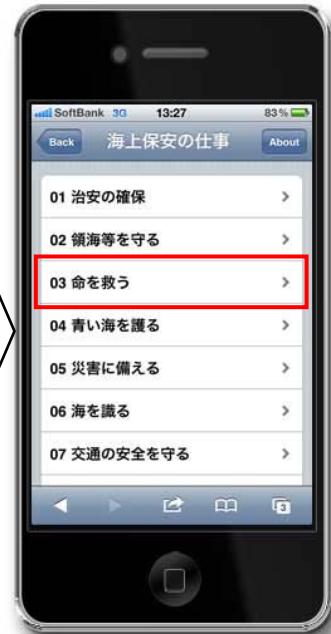 SoftBank 3G 13:27 83%
Back 海上保安の仕事 About
01 治安の確保
02 領海等を守る
03 命を救う
04 青い海を護る
05 災害に備える
06 海を識る
07 交通の安全を守る
3